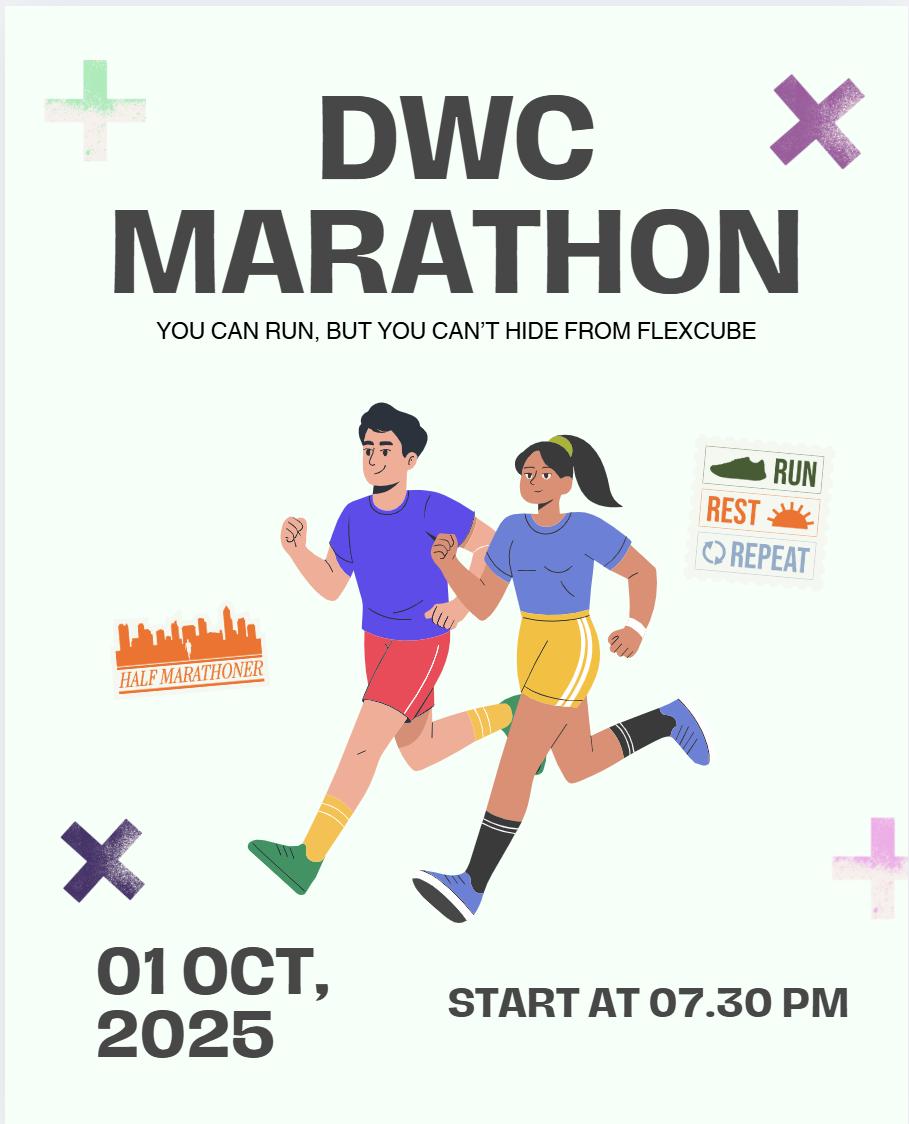 DWC
MARATHON
YOU CAN RUN, BUT YOU CAN'T HIDE FROM FLEXCUBE
RUN
REST
REPEAT
HALF MARATHONER
01 OCT,
2025
START AT 07.30 PM